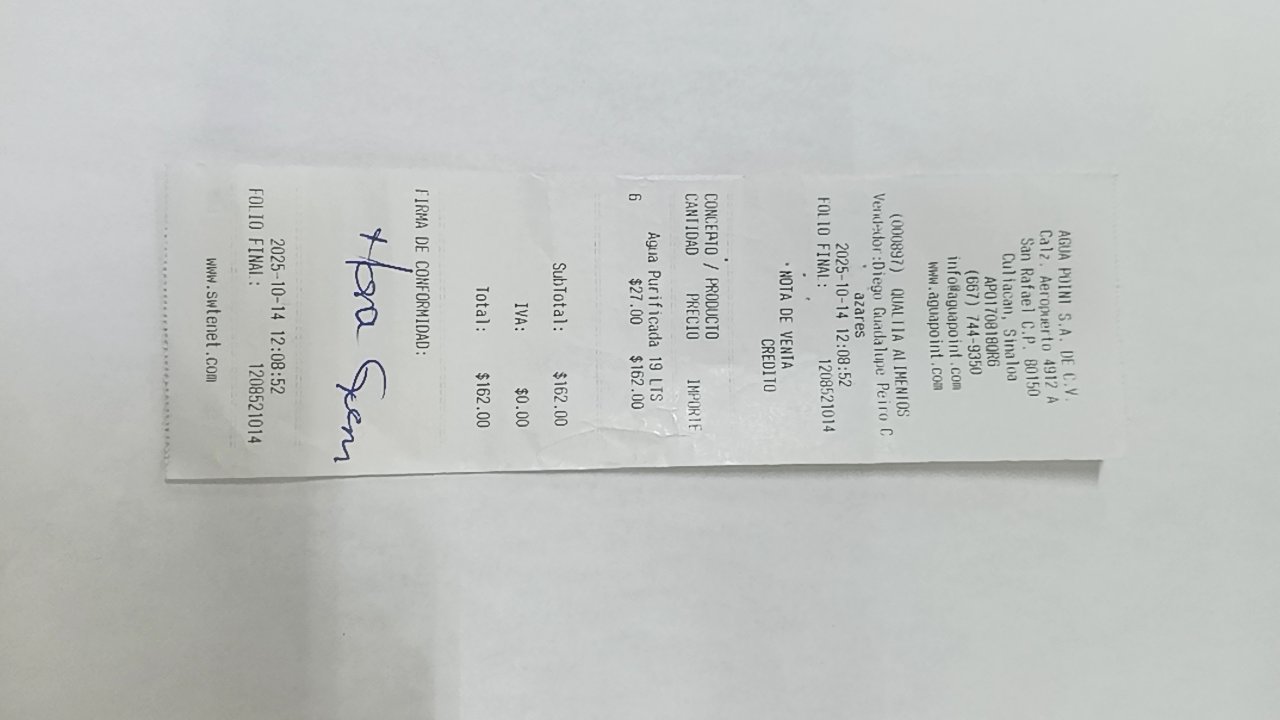 AGUA POINT S.A. DE C.V.
Calz. Aeropuerto 4912 A
San Rafael C.P. 80150
Culiacan, Sinaloa
APO170818QR6
(667) 744-9350
info@aguapoint.com
www.aguapoint.com
(000897) QUALTIA ALIMENTOS
Vendedor:Diego Guadalupe Peiro C
azares
2025-10-14 12:08:52
FOLIO FINAL: 1208521014
NOTA DE VENTA
CREDITO
CONCEPTO / PRODUCTO
CANTIDAD PRECIO IMPORTE
Agua Purificada 19 LTS
6 $27.00 $162.00
SubTotal: $162.00
IVA: $0.00
Total: $162.00
FIRMA DE CONFORMIDAD:
2025-10-14 12:08:52
FOLIO FINAL: 1208521014
www.swtenet.com